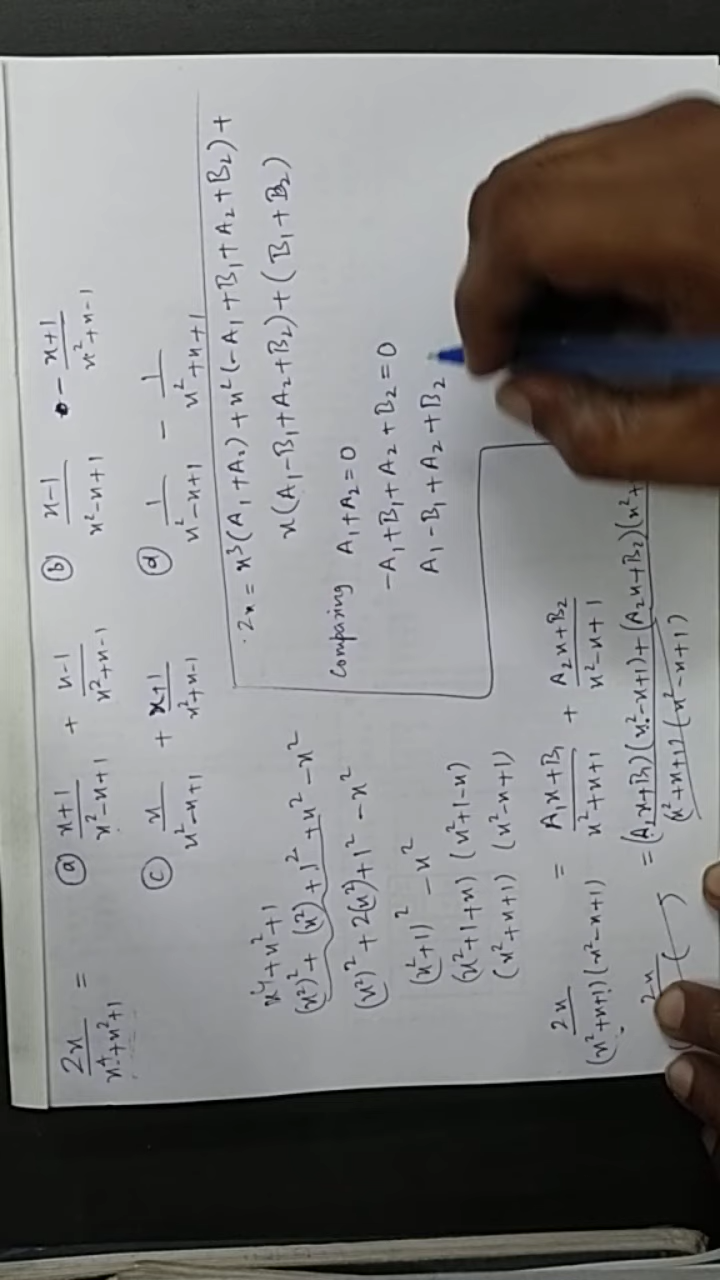 2x/(x⁴+x²+1) =
(a) (x+1)/(x²-x+1) + (x-1)/(x²+x-1)
(b) (x-1)/(x²-x+1) - (x+1)/(x²+x-1)
(c) x/(x²-x+1) + (x+1)/(x²+x-1)
(d) 1/(x²-x+1) - 1/(x²+x+1)
x⁴+x²+1
(x²)²+(x²)+1²+x²-x²
(x²)²+2(x²)+1²-x²
(x²+1)²-x²
(x²+1+x) (x²+1-x)
(x²+x+1) (x²-x+1)
2x/((x²+x+1)(x²-x+1)) = (A₁x+B₁)/(x²+x+1) + (A₂x+B₂)/(x²-x+1)
2x/( ) = ((A₁x+B₁)(x²-x+1)+(A₂x+B₂)(x²+)/((x²+x+1)(x²-x+1))
2x = x³(A₁+A₂)+x²(-A₁+B₁+A₂+B₂)+
x(A₁-B₁+A₂+B₂)+(B₁+B₂)
Comparing A₁+A₂=0
-A₁+B₁+A₂+B₂=0
A₁-B₁+A₂+B₂